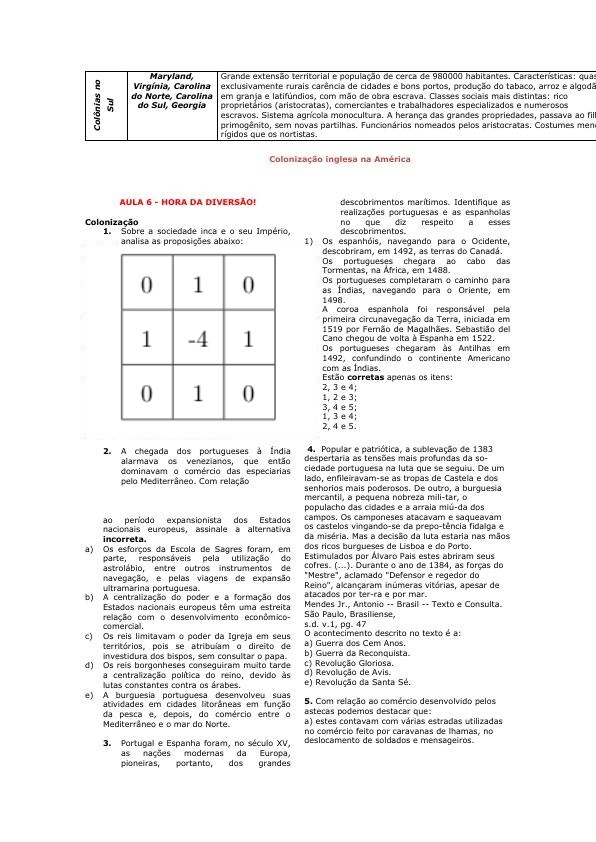 Colônias no
Sul
Maryland,
Virgínia, Carolina
do Norte, Carolina
do Sul, Georgia
Grande extensão territorial e população de cerca de 980000 habitantes. Características: quas
exclusivamente rurais carência de cidades e bons portos, produção do tabaco, arroz e algodã
em granja e latifúndios, com mão de obra escrava. Classes sociais mais distintas: rico
proprietários (aristocratas), comerciantes e trabalhadores especializados e numerosos
escravos. Sistema agrícola monocultura. A herança das grandes propriedades, passava ao fill
primogênito, sem novas partilhas. Funcionários nomeados pelos aristocratas. Costumes men
rígidos que os nortistas.
Colonização inglesa na América
AULA 6 - HORA DA DIVERSÃO!
Colonização
1. Sobre a sociedade inca e o seu Império,
analisa as proposições abaixo:
0 1 0
1 -4 1
0 1 0
2. A chegada dos portugueses à Índia
alarmava os venezianos, que então
dominavam o comércio das especiarias
pelo Mediterrâneo. Com relação
ao período expansionista dos Estados
nacionais europeus, assinale a alternativa
incorreta.
a) Os esforços da Escola de Sagres foram, em
parte, responsáveis pela utilização do
astrolábio, entre outros instrumentos de
navegação, e pelas viagens de expansão
ultramarina portuguesa.
b) A centralização do poder e a formação dos
Estados nacionais europeus têm uma estreita
relação com o desenvolvimento econômico-
comercial.
c) Os reis limitavam o poder da Igreja em seus
territórios, pois se atribuíam o direito de
investidura dos bispos, sem consultar o papa.
d) Os reis borgonheses conseguiram muito tarde
a centralização política do reino, devido às
lutas constantes contra os árabes.
e) A burguesia portuguesa desenvolveu suas
atividades em cidades litorâneas em função
da pesca e, depois, do comércio entre o
Mediterrâneo e o mar do Norte.
3. Portugal e Espanha foram, no século XV,
as nações modernas da Europa,
pioneiras, portanto, dos grandes
descobrimentos marítimos. Identifique as
realizações portuguesas e as espanholas
no que diz respeito a esses
descobrimentos.
1) Os espanhóis, navegando para o Ocidente,
descobriram, em 1492, as terras do Canadá.
Os portugueses chegara ao cabo das
Tormentas, na África, em 1488.
Os portugueses completaram o caminho para
as Índias, navegando para o Oriente, em
1498.
A coroa espanhola foi responsável pela
primeira circunavegação da Terra, iniciada em
1519 por Fernão de Magalhães. Sebastião del
Cano chegou de volta à Espanha em 1522.
Os portugueses chegaram às Antilhas em
1492, confundindo o continente Americano
com as Índias.
Estão corretas apenas os itens:
2, 3 e 4;
1, 2 e 3;
3, 4 e 5;
1, 3 e 4;
2, 4 e 5.
4. Popular e patriótica, a sublevação de 1383
despertaria as tensões mais profundas da so-
ciedade portuguesa na luta que se seguiu. De um
lado, enfileiravam-se as tropas de Castela e dos
senhorios mais poderosos. De outro, a burguesia
mercantil, a pequena nobreza mili-tar, o
populacho das cidades e a arraia miú-da dos
campos. Os camponeses atacavam e saqueavam
os castelos vingando-se da prepo-tência fidalga e
da miséria. Mas a decisão da luta estaria nas mãos
dos ricos burgueses de Lisboa e do Porto.
Estimulados por Álvaro Pais estes abriram seus
cofres. (...). Durante o ano de 1384, as forças do
"Mestre", aclamado "Defensor e regedor do
Reino", alcançaram inúmeras vitórias, apesar de
atacados por ter-ra e por mar.
Mendes Jr., Antonio -- Brasil -- Texto e Consulta.
São Paulo, Brasiliense,
s.d. v.1, pg. 47
O acontecimento descrito no texto é a:
a) Guerra dos Cem Anos.
b) Guerra da Reconquista.
c) Revolução Gloriosa.
d) Revolução de Avis.
e) Revolução da Santa Sé.
5. Com relação ao comércio desenvolvido pelos
astecas podemos destacar que:
a) estes contavam com várias estradas utilizadas
no comércio feito por caravanas de lhamas, no
deslocamento de soldados e mensageiros.